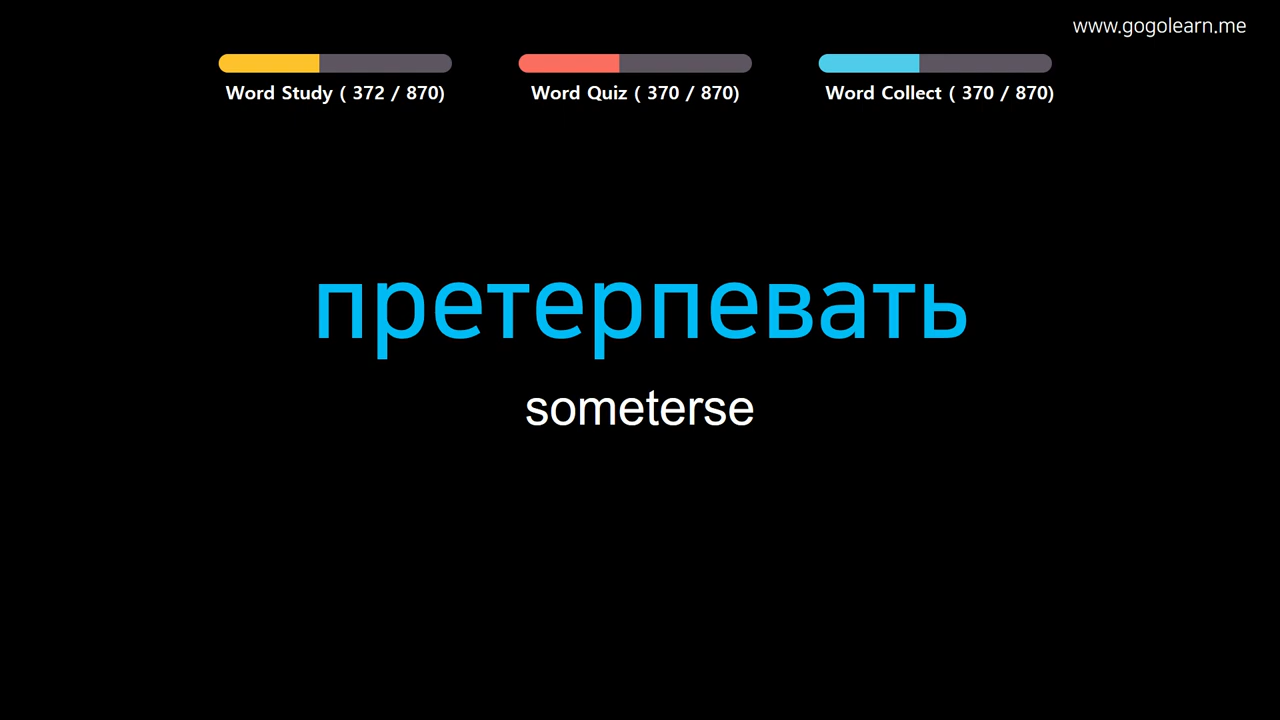 www.gogolearn.me
Word Study ( 372 / 870)
Word Quiz ( 370 / 870)
Word Collect ( 370 / 870)
претерпевать
someterse